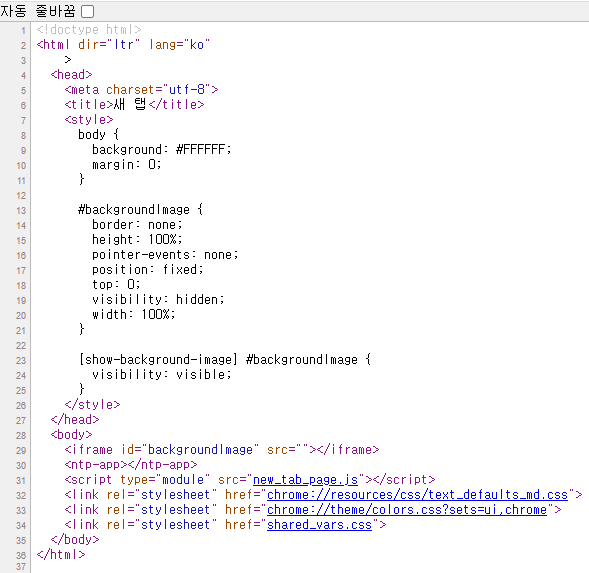 자동 줄바꿈
1 <!doctype html>
2 <html dir="ltr" lang="ko"
3     >
4   <head>
5     <meta charset="utf-8">
6     <title>새 탭</title>
7     <style>
8       body {
9         background: #FFFFFF;
10         margin: 0;
11       }
12
13       #backgroundImage {
14         border: none;
15         height: 100%;
16         pointer-events: none;
17         position: fixed;
18         top: 0;
19         visibility: hidden;
20         width: 100%;
21       }
22
23       [show-background-image] #backgroundImage {
24         visibility: visible;
25       }
26     </style>
27   </head>
28   <body>
29     <iframe id="backgroundImage" src=""></iframe>
30     <ntp-app></ntp-app>
31     <script type="module" src="new_tab_page.js"></script>
32     <link rel="stylesheet" href="chrome://resources/css/text_defaults_md.css">
33     <link rel="stylesheet" href="chrome://theme/colors.css?sets=ui,chrome">
34     <link rel="stylesheet" href="shared_vars.css">
35   </body>
36 </html>
37